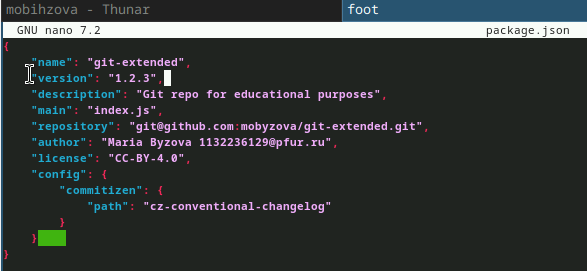 mobihzova - Thunar
foot
GNU nano 7.2 package.json
{
    "name": "git-extended",
    "version": "1.2.3",
    "description": "Git repo for educational purposes",
    "main": "index.js",
    "repository": "git@github.com:mobyzova/git-extended.git",
    "author": "Maria Byzova 1132236129@pfur.ru",
    "license": "CC-BY-4.0",
    "config": {
        "commitizen": {
            "path": "cz-conventional-changelog"
        }
    }
}